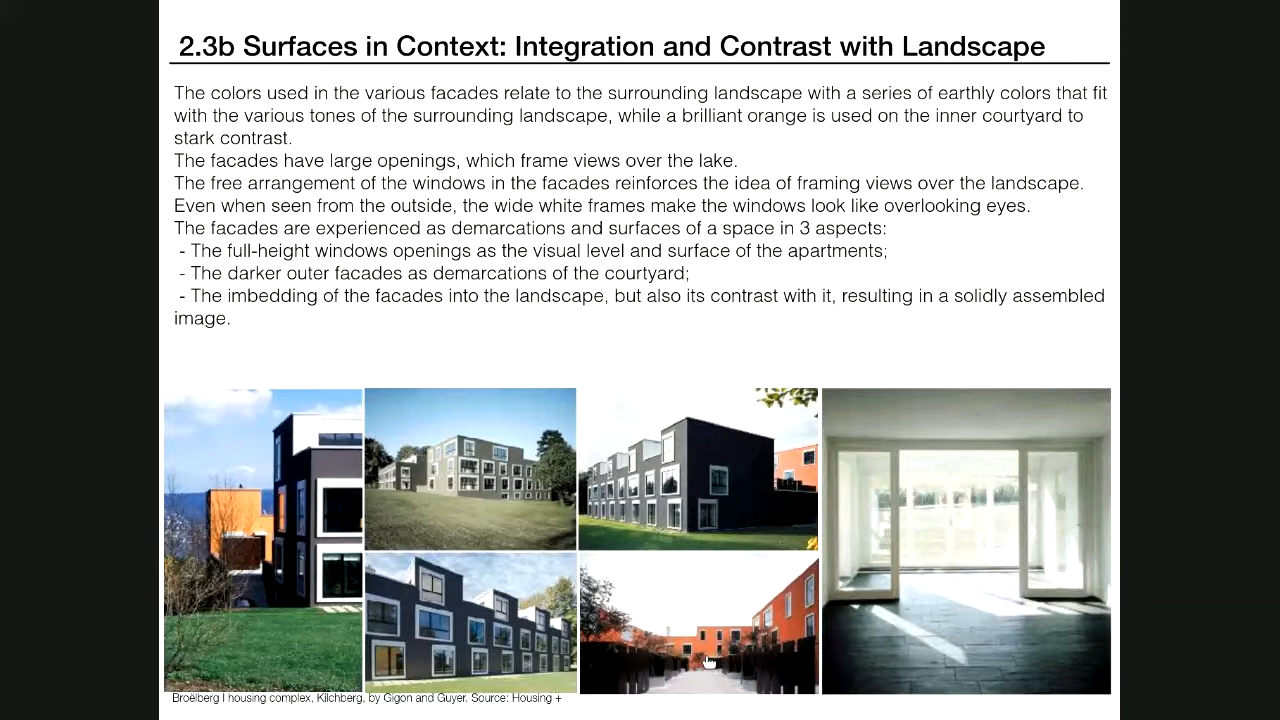 2.3b Surfaces in Context: Integration and Contrast with Landscape
The colors used in the various facades relate to the surrounding landscape with a series of earthly colors that fit
with the various tones of the surrounding landscape, while a brilliant orange is used on the inner courtyard to
stark contrast.
The facades have large openings, which frame views over the lake.
The free arrangement of the windows in the facades reinforces the idea of framing views over the landscape.
Even when seen from the outside, the wide white frames make the windows look like overlooking eyes.
The facades are experienced as demarcations and surfaces of a space in 3 aspects:
- The full-height windows openings as the visual level and surface of the apartments;
- The darker outer facades as demarcations of the courtyard;
- The imbedding of the facades into the landscape, but also its contrast with it, resulting in a solidly assembled
image.
Broëlberg I housing complex, Kilchberg, by Gigon and Guyer. Source: Housing +